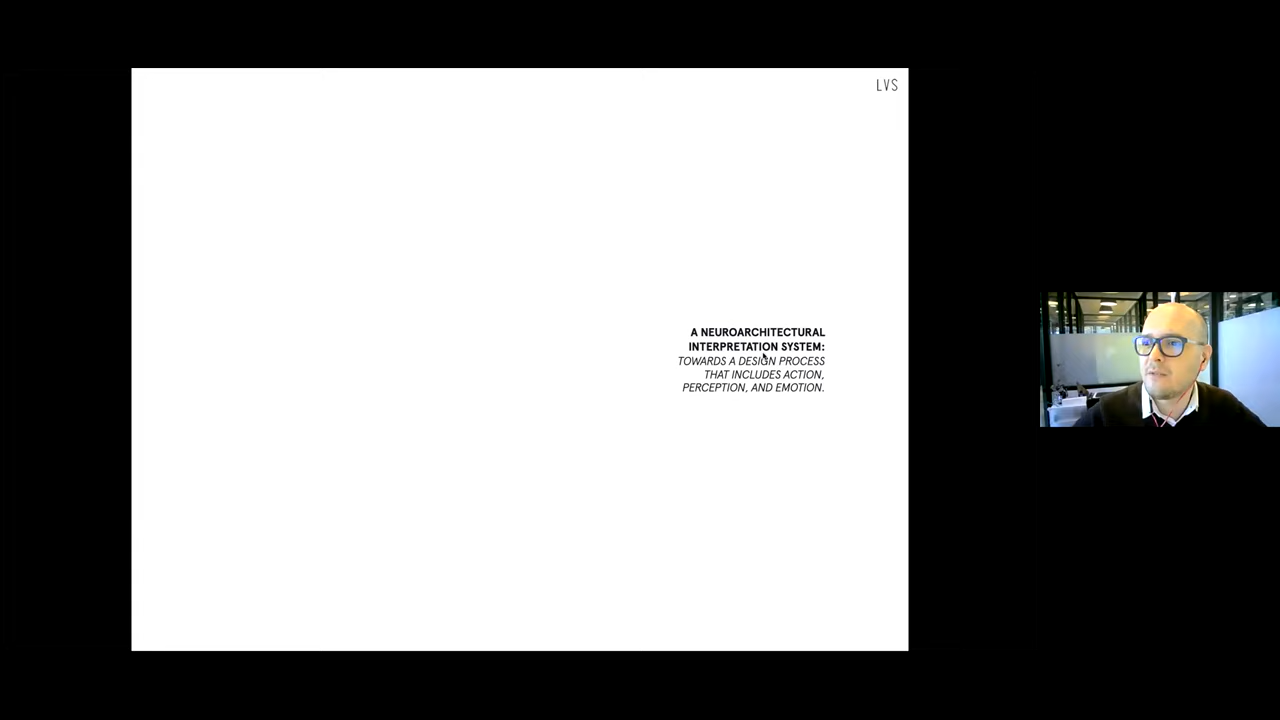 LVS
A NEUROARCHITECTURAL
INTERPRETATION SYSTEM:
TOWARDS A DESIGN PROCESS
THAT INCLUDES ACTION,
PERCEPTION, AND EMOTION.